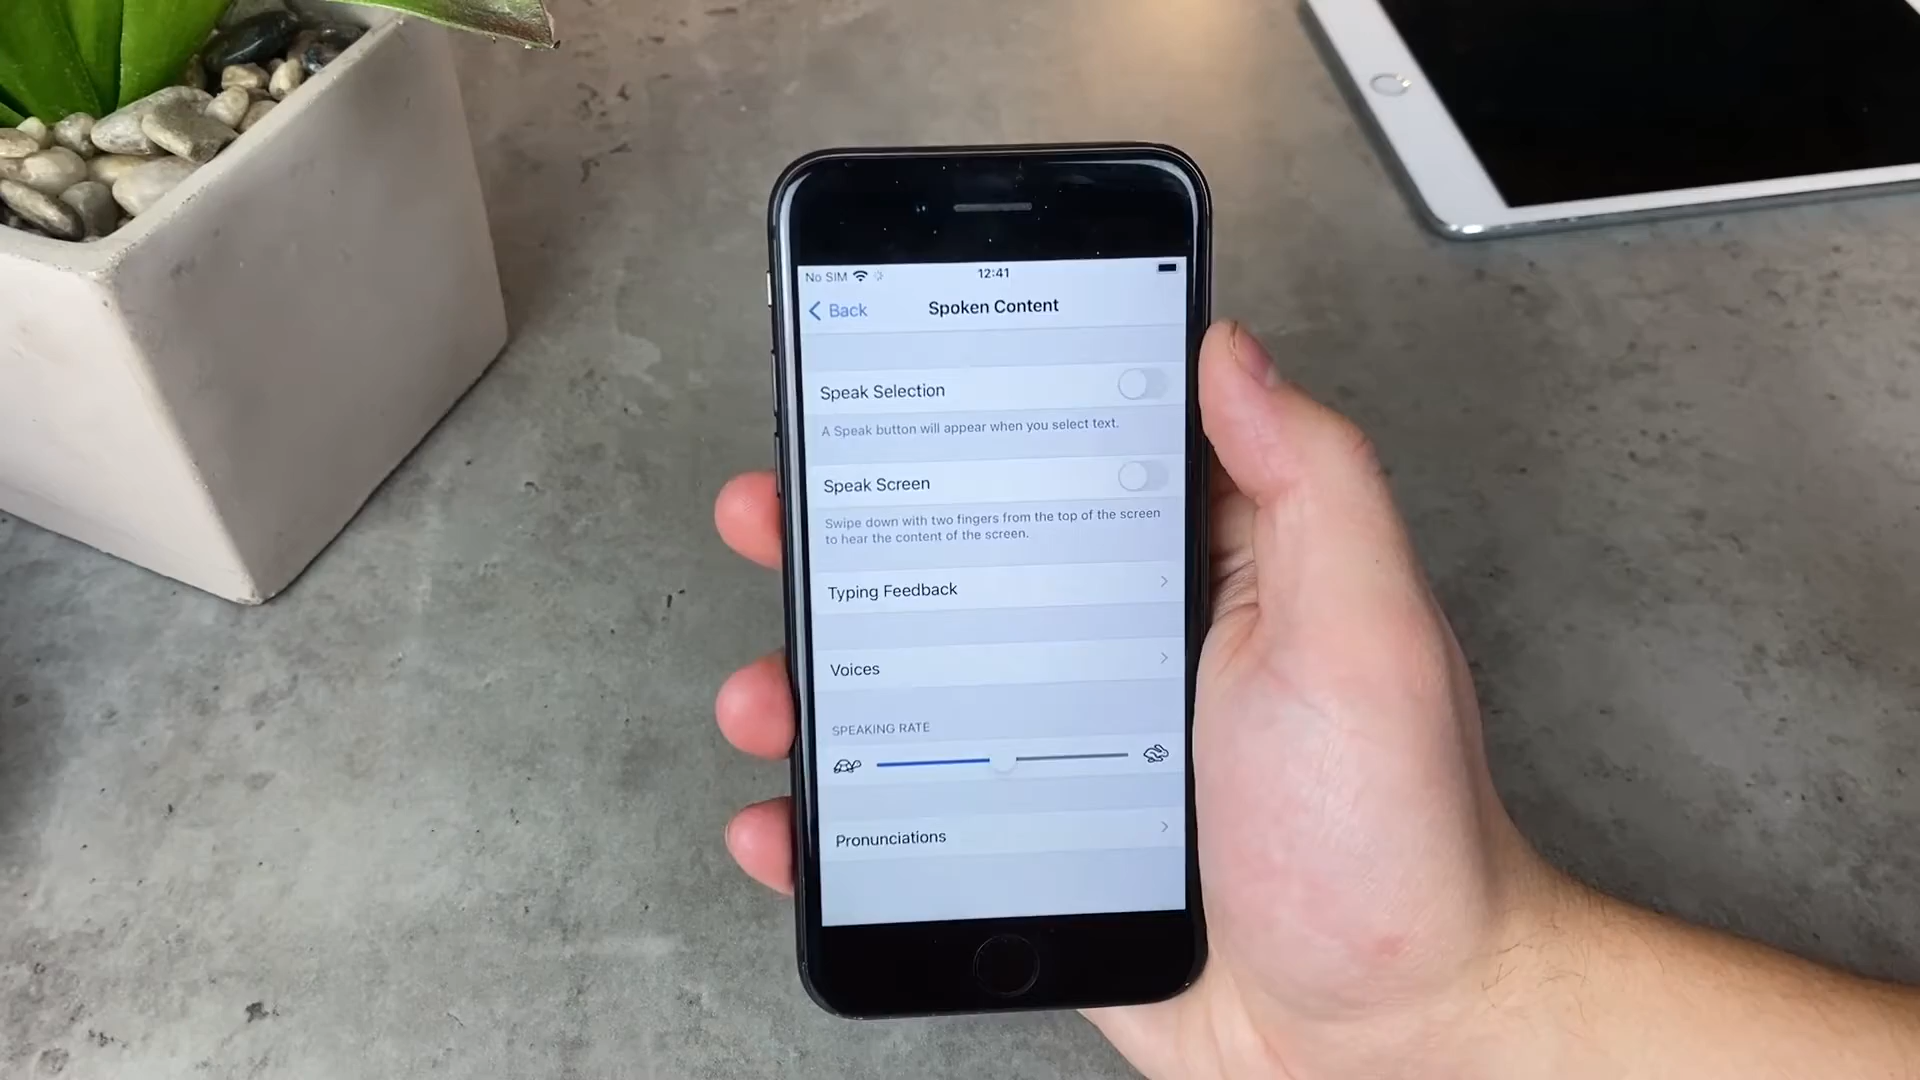 No SIM 12:41
Back Spoken Content
Speak Selection
A Speak button will appear when you select text.
Speak Screen
Swipe down with two fingers from the top of the screen
to hear the content of the screen.
Typing Feedback
Voices
SPEAKING RATE
Pronunciations